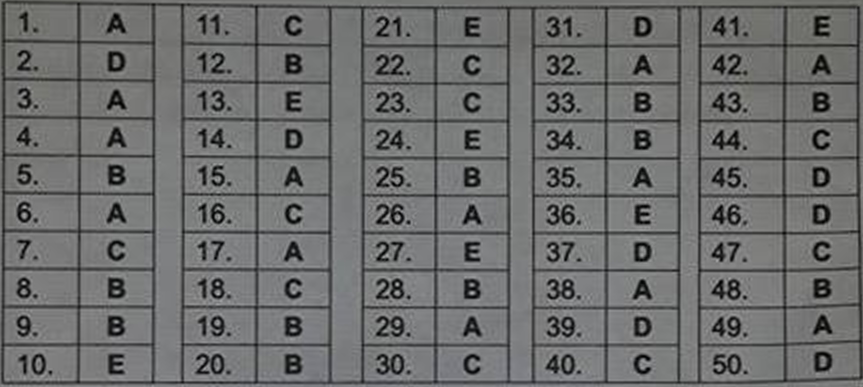 1. A 11. C 21. E 31. D 41. E
2. D 12. B 22. C 32. A 42. A
3. A 13. E 23. C 33. B 43. B
4. A 14. D 24. E 34. B 44. C
5. B 15. A 25. B 35. A 45. D
6. A 16. C 26. A 36. E 46. D
7. C 17. A 27. E 37. D 47. C
8. B 18. C 28. B 38. A 48. B
9. B 19. B 29. A 39. D 49. A
10. E 20. B 30. C 40. C 50. D